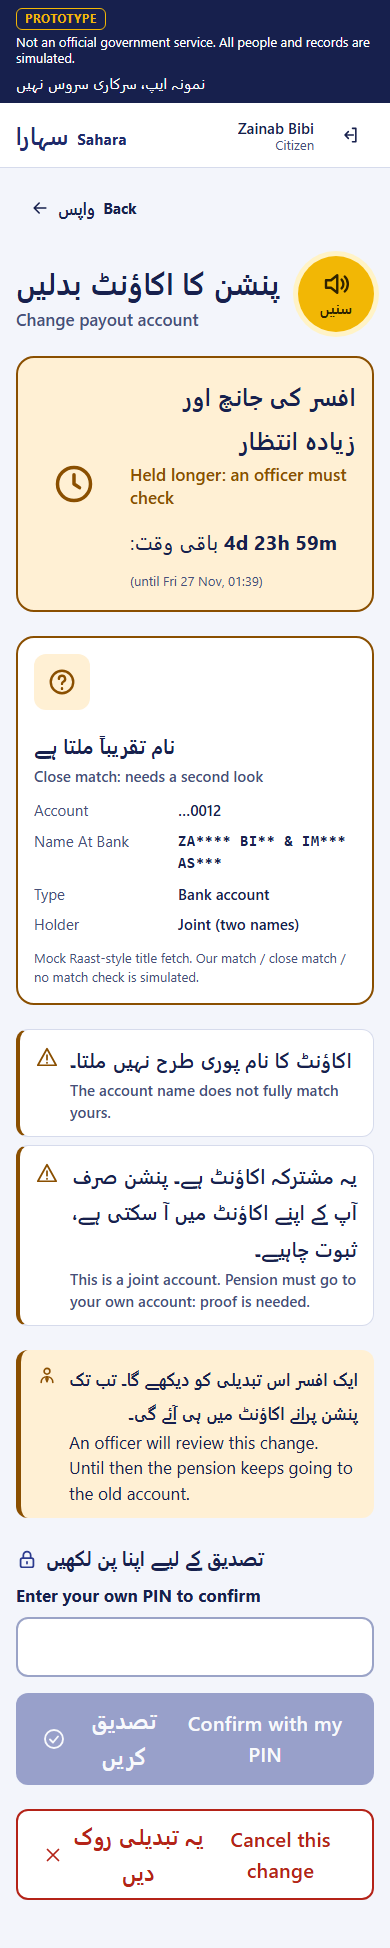 PROTOTYPE
Not an official government service. All people and records are
simulated.
نمونہ ایپ، سرکاری سروس نہیں
سہارا Sahara
Zainab Bibi
Citizen
واپس Back
پنشن کا اکاؤنٹ بدلیں
Change payout account
سنیں
افسر کی جانچ اور
زیادہ انتظار
Held longer: an officer must
check
باقی وقت: 4d 23h 59m
(until Fri 27 Nov, 01:39)
نام تقریباً ملتا ہے
Close match: needs a second look
Account ...0012
Name At Bank ZA**** BI** & IM***
AS***
Type Bank account
Holder Joint (two names)
Mock Raast-style title fetch. Our match / close match /
no match check is simulated.
اکاؤنٹ کا نام پوری طرح نہیں ملتا۔
The account name does not fully match
yours.
یہ مشترکہ اکاؤنٹ ہے۔ پنشن صرف
آپ کے اپنے اکاؤنٹ میں آ سکتی ہے،
ثبوت چاہیے۔
This is a joint account. Pension must go to
your own account: proof is needed.
ایک افسر اس تبدیلی کو دیکھے گا۔ تب تک
پنشن پرانے اکاؤنٹ میں ہی آئے گی۔
An officer will review this change.
Until then the pension keeps going to
the old account.
تصدیق کے لیے اپنا پن لکھیں
Enter your own PIN to confirm
تصدیق
کریں
Confirm with my
PIN
یہ تبدیلی روک
دیں
Cancel this
change